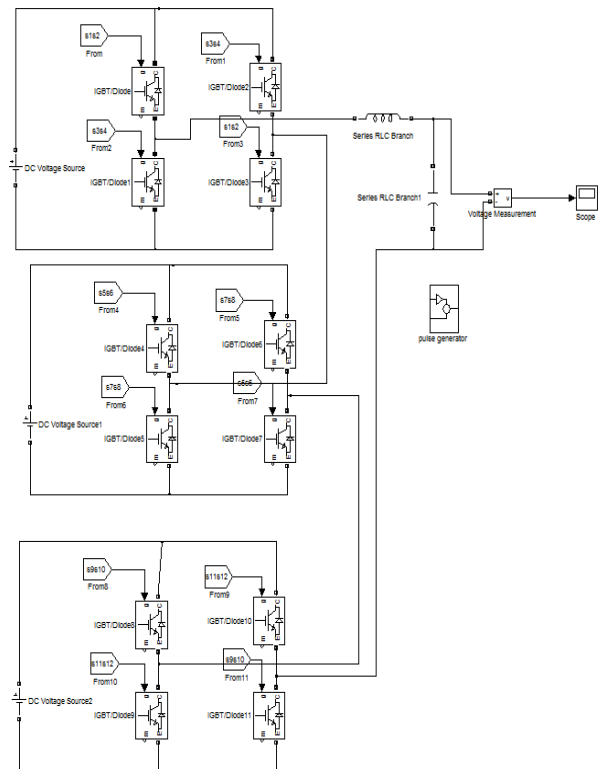 s1s2
From
s3s4
From1
IGBT/Diode
IGBT/Diode2
s3s4
From2
s1s2
From3
Series RLC Branch
DC Voltage Source
IGBT/Diode1
IGBT/Diode3
Series RLC Branch1
Voltage Measurement
Scope
s5s6
From4
s7s8
From5
IGBT/Diode4
IGBT/Diode6
pulse generator
s7s8
From6
s5s6
From7
DC Voltage Source1
IGBT/Diode5
IGBT/Diode7
s9s10
From8
s11s12
From9
IGBT/Diode8
IGBT/Diode10
s11s12
From10
s9s10
From11
DC Voltage Source2
IGBT/Diode9
IGBT/Diode11